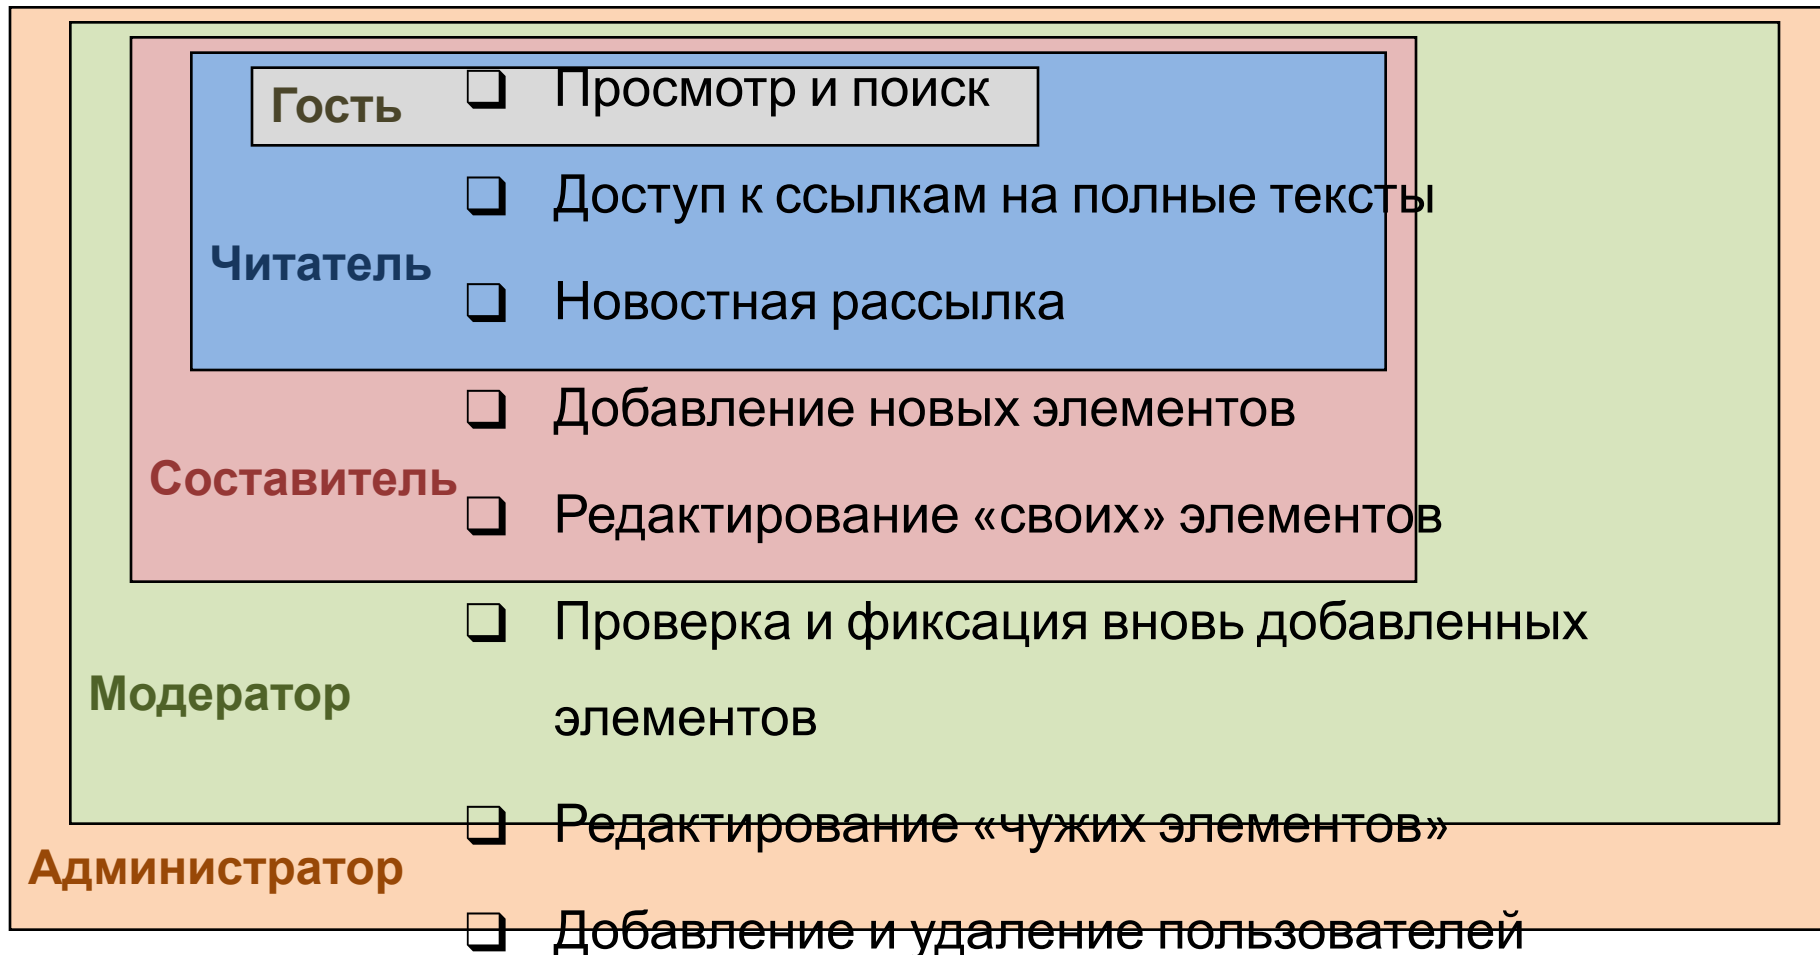 Гость
❑ Просмотр и поиск
❑ Доступ к ссылкам на полные тексты
Читатель
❑ Новостная рассылка
❑ Добавление новых элементов
Составитель
❑ Редактирование «своих» элементов
❑ Проверка и фиксация вновь добавленных
Модератор
элементов
❑ Редактирование «чужих элементов»
Администратор
❑ Добавление и удаление пользователей